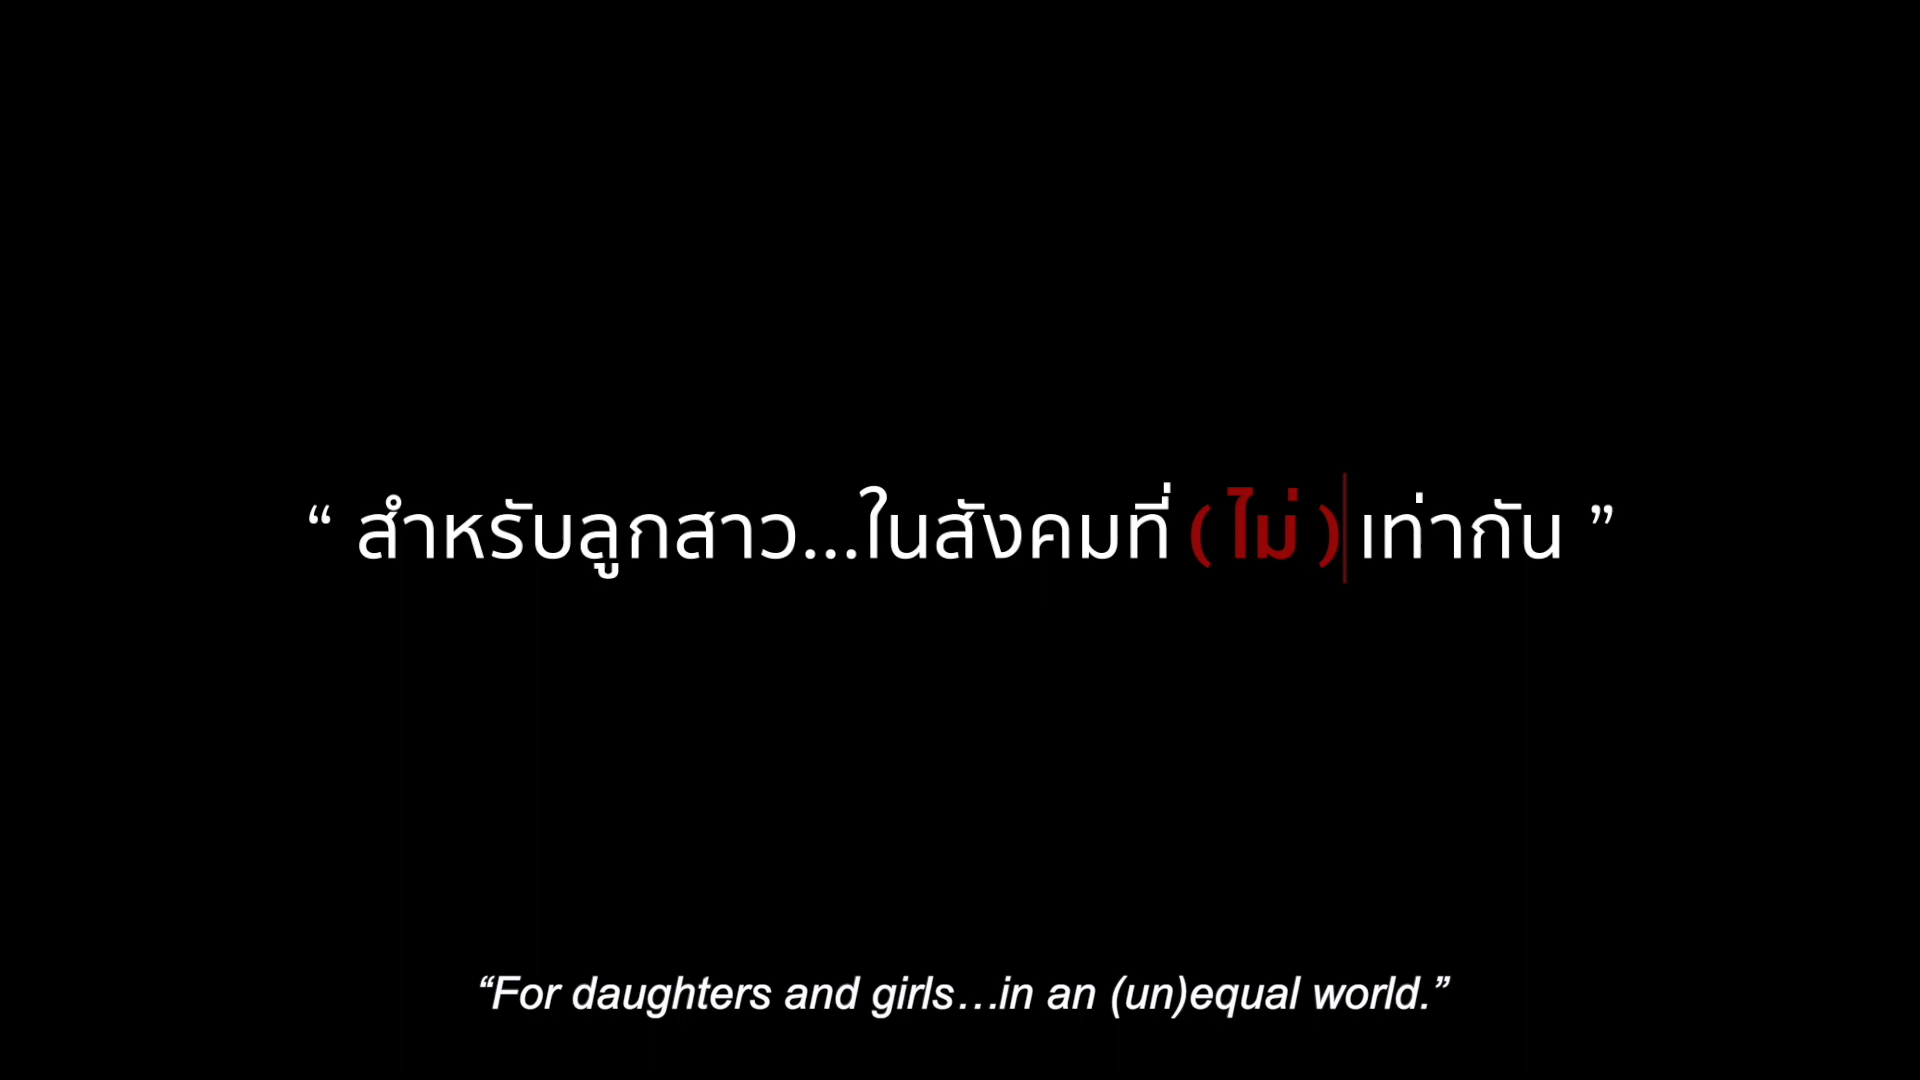 “ สำหรับลูกสาว...ในสังคมที่ (ไม่) เท่ากัน ”
“For daughters and girls…in an (un)equal world.”